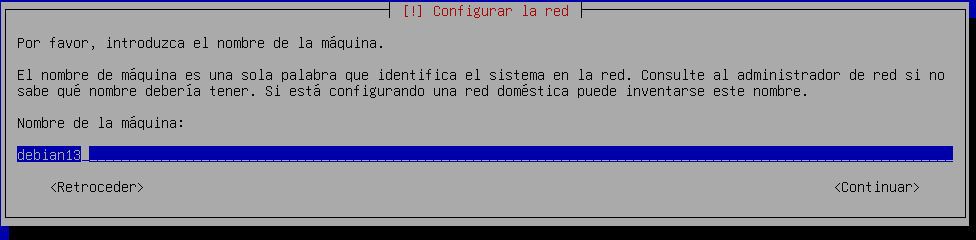 [!] Configurar la red
Por favor, introduzca el nombre de la máquina.
El nombre de máquina es una sola palabra que identifica el sistema en la red. Consulte al administrador de red si no
sabe qué nombre debería tener. Si está configurando una red doméstica puede inventarse este nombre.
Nombre de la máquina:
debian13
<Retroceder> <Continuar>